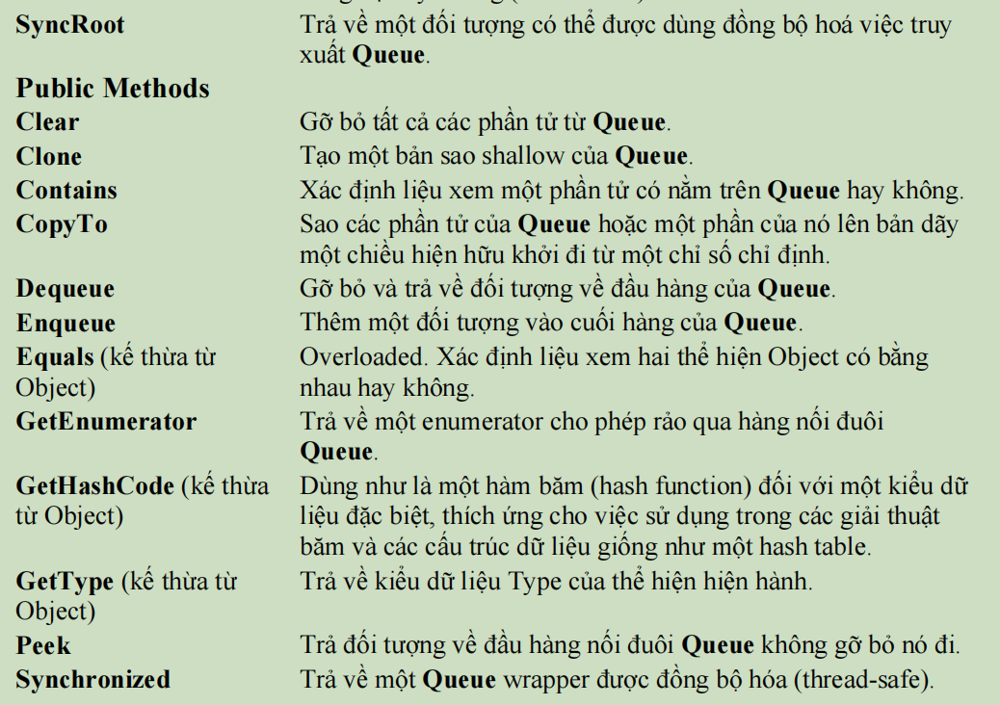 SyncRoot Trả về một đối tượng có thể được dùng đồng bộ hoá việc truy
xuất Queue.
Public Methods
Clear Gỡ bỏ tất cả các phần tử từ Queue.
Clone Tạo một bản sao shallow của Queue.
Contains Xác định liệu xem một phần tử có nằm trên Queue hay không.
CopyTo Sao các phần tử của Queue hoặc một phần của nó lên bản dãy
một chiều hiện hữu khởi đi từ một chỉ số chỉ định.
Dequeue Gỡ bỏ và trả về đối tượng về đầu hàng của Queue.
Enqueue Thêm một đối tượng vào cuối hàng của Queue.
Equals (kế thừa từ Overloaded. Xác định liệu xem hai thể hiện Object có bằng
Object) nhau hay không.
GetEnumerator Trả về một enumerator cho phép rảo qua hàng nối đuôi
Queue.
GetHashCode (kế thừa Dùng như là một hàm băm (hash function) đối với một kiểu dữ
từ Object) liệu đặc biệt, thích ứng cho việc sử dụng trong các giải thuật
băm và các cấu trúc dữ liệu giống như một hash table.
GetType (kế thừa từ Trả về kiểu dữ liệu Type của thể hiện hiện hành.
Object)
Peek Trả đối tượng về đầu hàng nối đuôi Queue không gỡ bỏ nó đi.
Synchronized Trả về một Queue wrapper được đồng bộ hóa (thread-safe).